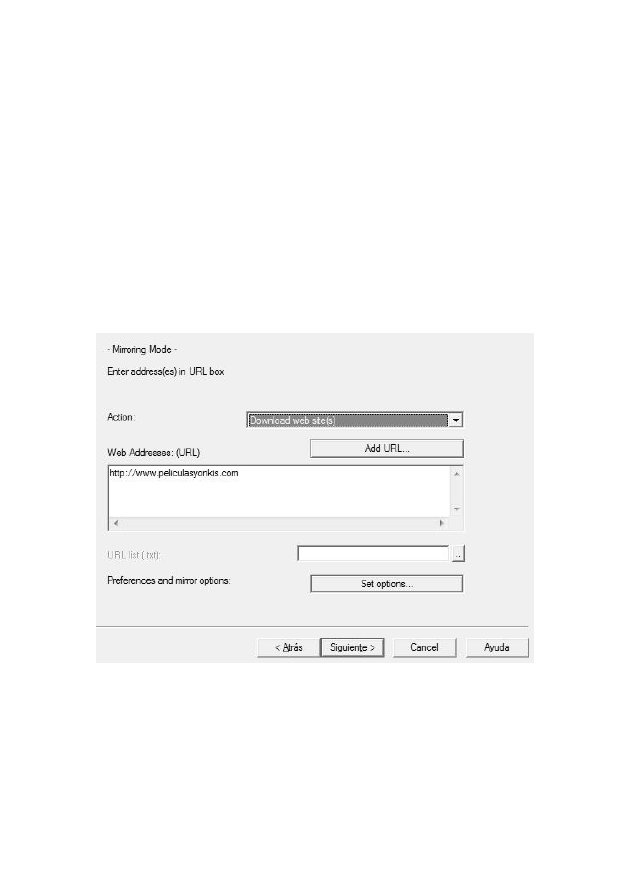 - Mirroring Mode -
Enter address(es) in URL box
Action:
Download web site(s)
Web Addresses: (URL)
Add URL...
http://www.peliculasyonkis.com
URL list (.txt):
..
Preferences and mirror options:
Set options...
< Atrás
Siguiente >
Cancel
Ayuda